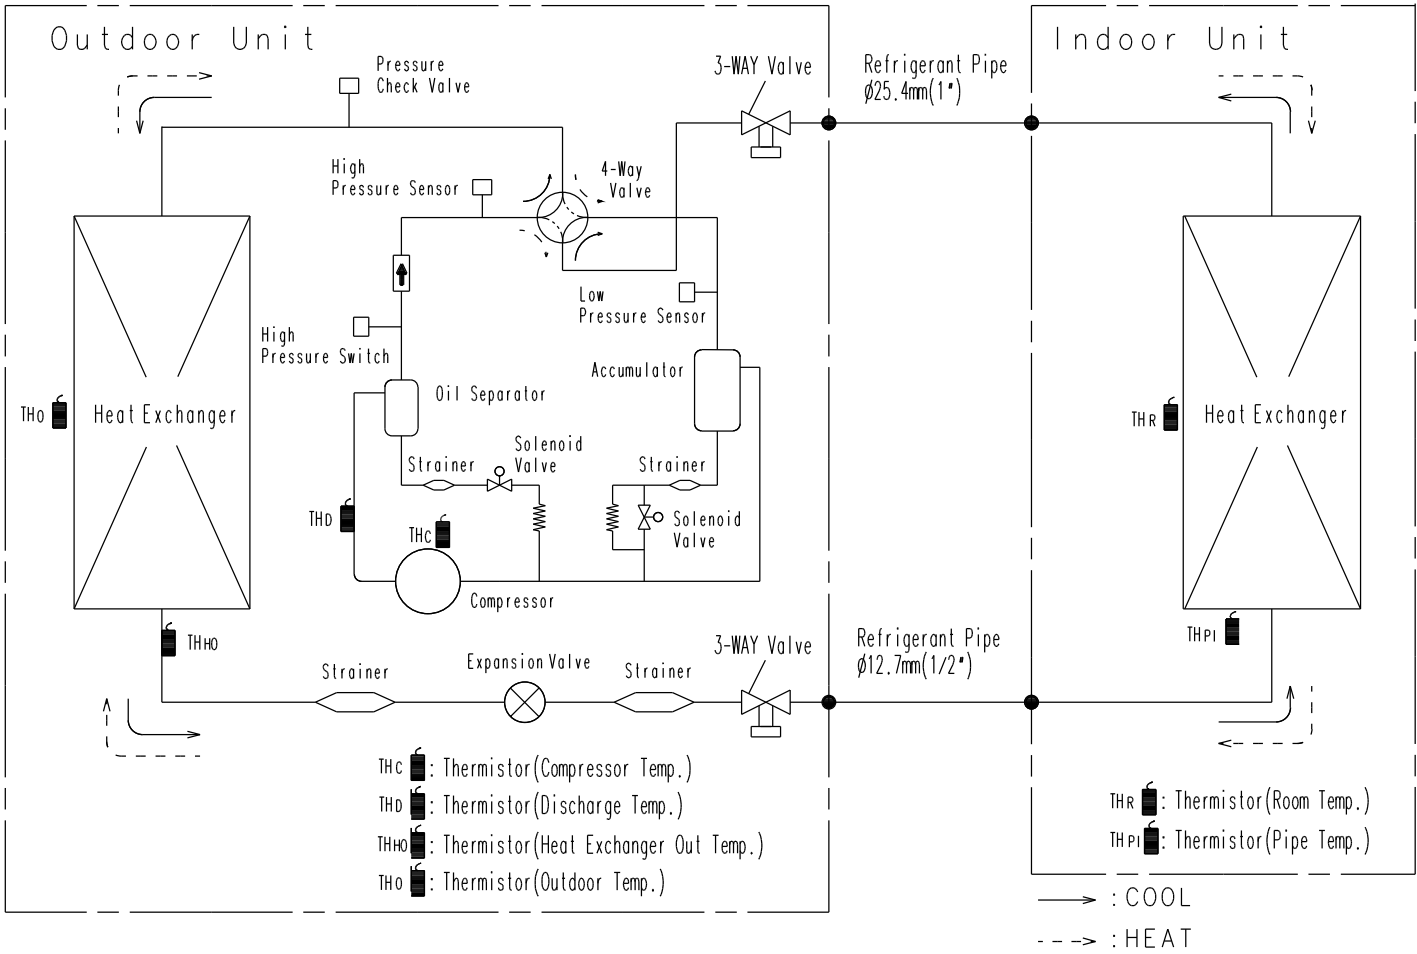 Outdoor Unit
Indoor Unit
Pressure
Check Valve
3-WAY Valve
Refrigerant Pipe
Ø25.4mm(1")
High
Pressure Sensor
4-Way
Valve
Low
Pressure Sensor
High
Pressure Switch
Accumulator
Oil Separator
THO
Heat Exchanger
THR
Heat Exchanger
Solenoid
Valve
Strainer
Strainer
THD
THC
Solenoid
Valve
Compressor
THHO
THPI
3-WAY Valve
Refrigerant Pipe
Ø12.7mm(1/2")
Strainer
Expansion Valve
Strainer
THC : Thermistor(Compressor Temp.)
THD : Thermistor(Discharge Temp.)
THHO : Thermistor(Heat Exchanger Out Temp.)
THO : Thermistor(Outdoor Temp.)
THR : Thermistor(Room Temp.)
THPI : Thermistor(Pipe Temp.)
: COOL
: HEAT